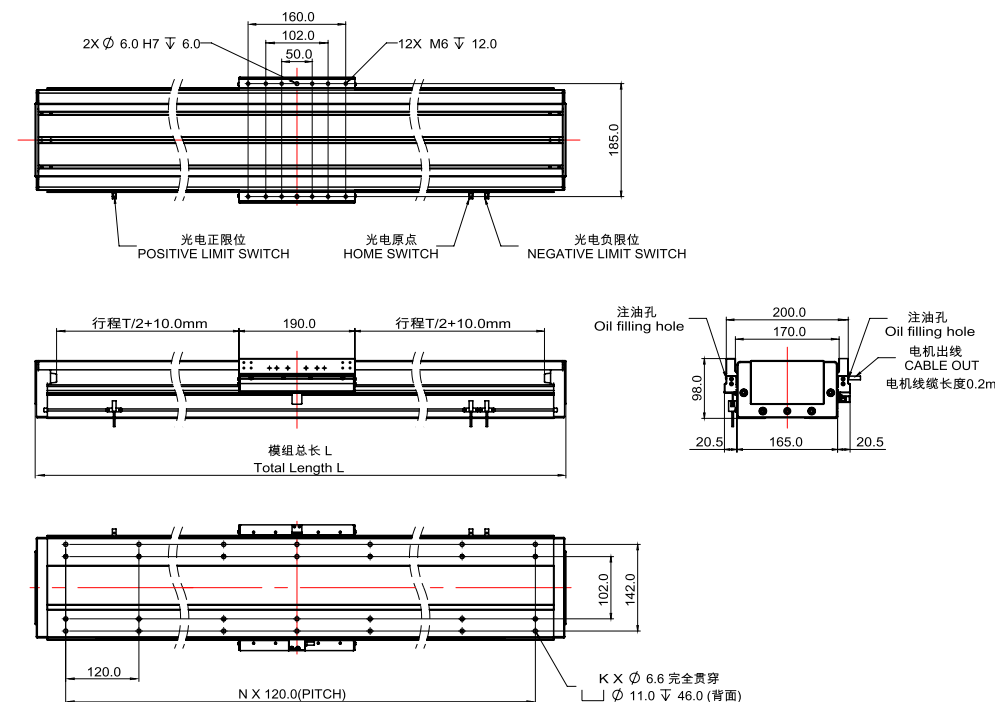 160.0
2X Ø 6.0 H7 ↧ 6.0
102.0
12X M6 ↧ 12.0
50.0
185.0
光电正限位
POSITIVE LIMIT SWITCH
光电原点
HOME SWITCH
光电负限位
NEGATIVE LIMIT SWITCH
行程T/2+10.0mm
190.0
行程T/2+10.0mm
注油孔
Oil filling hole
200.0
170.0
注油孔
Oil filling hole
电机出线
CABLE OUT
电机线缆长度0.2m
98.0
20.5
165.0
20.5
模组总长 L
Total Length L
102.0
142.0
120.0
N X 120.0(PITCH)
K X Ø 6.6 完全贯穿
⌴ Ø 11.0 ↧ 46.0 (背面)